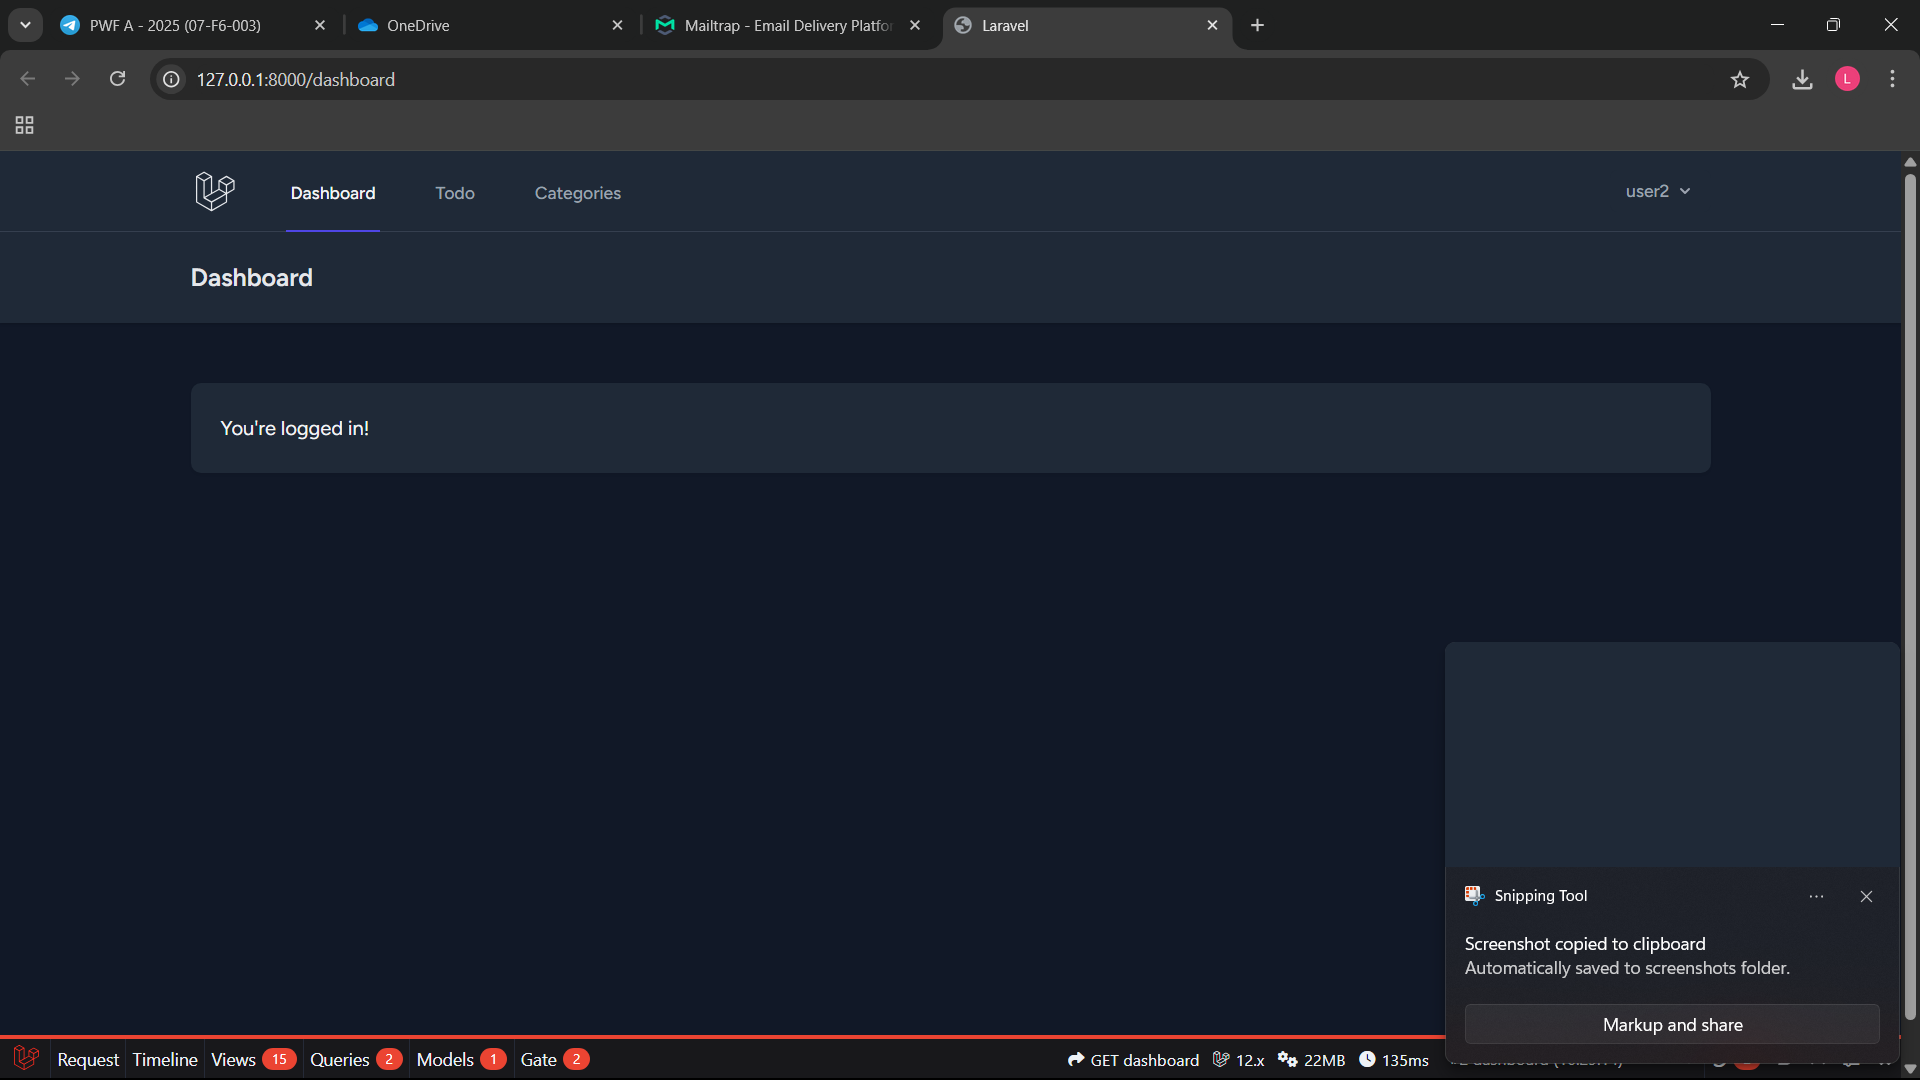 PWF A - 2025 (07-F6-003)
OneDrive
Mailtrap - Email Delivery Platfo
Laravel
127.0.0.1:8000/dashboard
L
Dashboard
Todo
Categories
user2
Dashboard
You're logged in!
Snipping Tool
Screenshot copied to clipboard
Automatically saved to screenshots folder.
Markup and share
Request
Timeline
Views 15
Queries 2
Models 1
Gate 2
GET dashboard
12.x
22MB
135ms